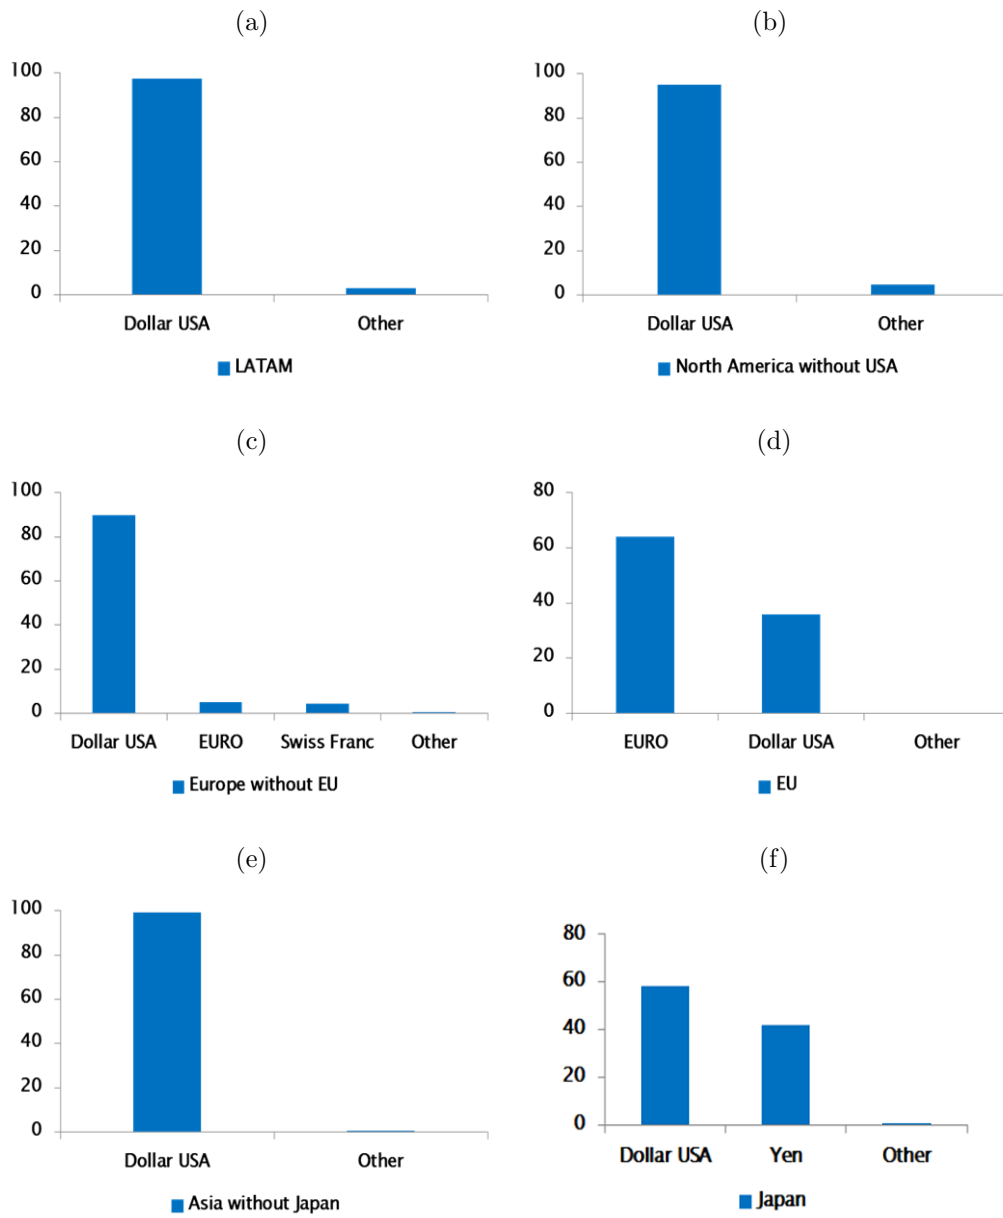 (a)
100
80
60
40
20
0
Dollar USA Other
LATAM
(b)
100
80
60
40
20
0
Dollar USA Other
North America without USA
(c)
100
80
60
40
20
0
Dollar USA EURO Swiss Franc Other
Europe without EU
(d)
80
60
40
20
0
EURO Dollar USA Other
EU
(e)
100
80
60
40
20
0
Dollar USA Other
Asia without Japan
(f)
80
60
40
20
0
Dollar USA Yen Other
Japan